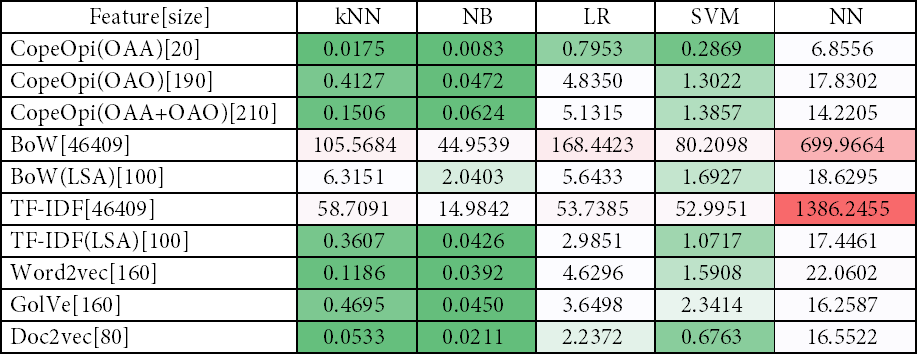 Feature[size] kNN NB LR SVM NN
CopeOpi(OAA)[20] 0.0175 0.0083 0.7953 0.2869 6.8556
CopeOpi(OAO)[190] 0.4127 0.0472 4.8350 1.3022 17.8302
CopeOpi(OAA+OAO)[210] 0.1506 0.0624 5.1315 1.3857 14.2205
BoW[46409] 105.5684 44.9539 168.4423 80.2098 699.9664
BoW(LSA)[100] 6.3151 2.0403 5.6433 1.6927 18.6295
TF-IDF[46409] 58.7091 14.9842 53.7385 52.9951 1386.2455
TF-IDF(LSA)[100] 0.3607 0.0426 2.9851 1.0717 17.4461
Word2vec[160] 0.1186 0.0392 4.6296 1.5908 22.0602
GolVe[160] 0.4695 0.0450 3.6498 2.3414 16.2587
Doc2vec[80] 0.0533 0.0211 2.2372 0.6763 16.5522